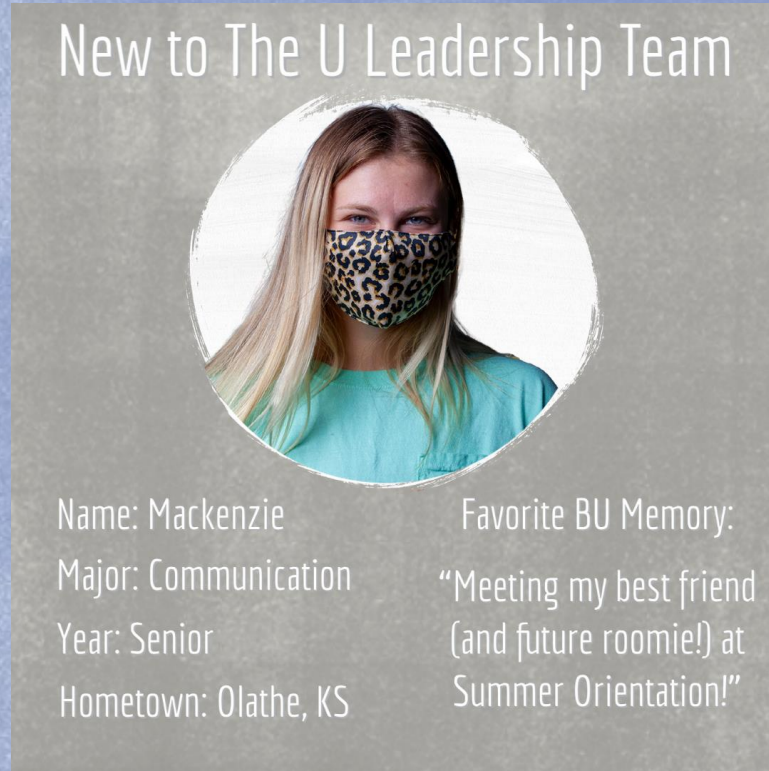 New to The U Leadership Team
Name: Mackenzie
Major: Communication
Year: Senior
Hometown: Olathe, KS
Favorite BU Memory:
“Meeting my best friend
(and future roomie!) at
Summer Orientation!”